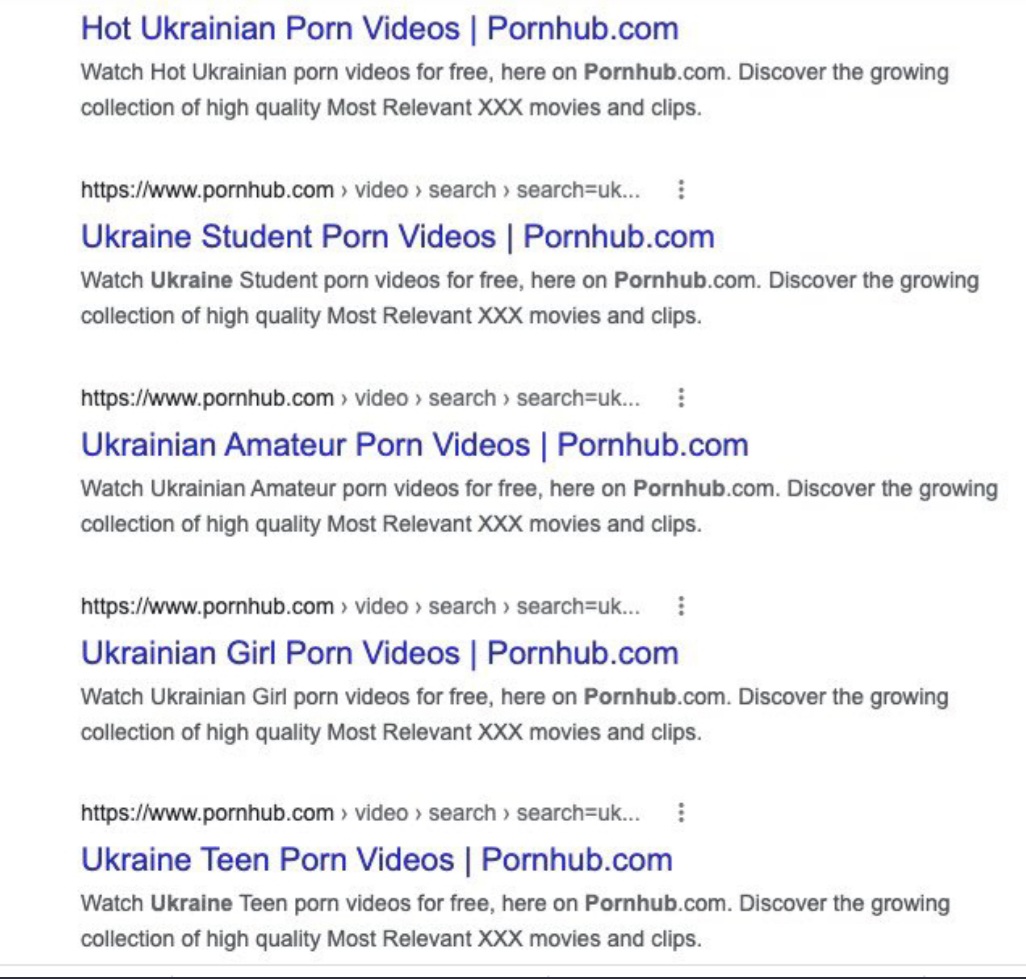 Hot Ukrainian Porn Videos | Pornhub.com
Watch Hot Ukrainian porn videos for free, here on Pornhub.com. Discover the growing
collection of high quality Most Relevant XXX movies and clips.
https://www.pornhub.com › video › search › search=uk...
Ukraine Student Porn Videos | Pornhub.com
Watch Ukraine Student porn videos for free, here on Pornhub.com. Discover the growing
collection of high quality Most Relevant XXX movies and clips.
https://www.pornhub.com › video › search › search=uk...
Ukrainian Amateur Porn Videos | Pornhub.com
Watch Ukrainian Amateur porn videos for free, here on Pornhub.com. Discover the growing
collection of high quality Most Relevant XXX movies and clips.
https://www.pornhub.com › video › search › search=uk...
Ukrainian Girl Porn Videos | Pornhub.com
Watch Ukrainian Girl porn videos for free, here on Pornhub.com. Discover the growing
collection of high quality Most Relevant XXX movies and clips.
https://www.pornhub.com › video › search › search=uk...
Ukraine Teen Porn Videos | Pornhub.com
Watch Ukraine Teen porn videos for free, here on Pornhub.com. Discover the growing
collection of high quality Most Relevant XXX movies and clips.